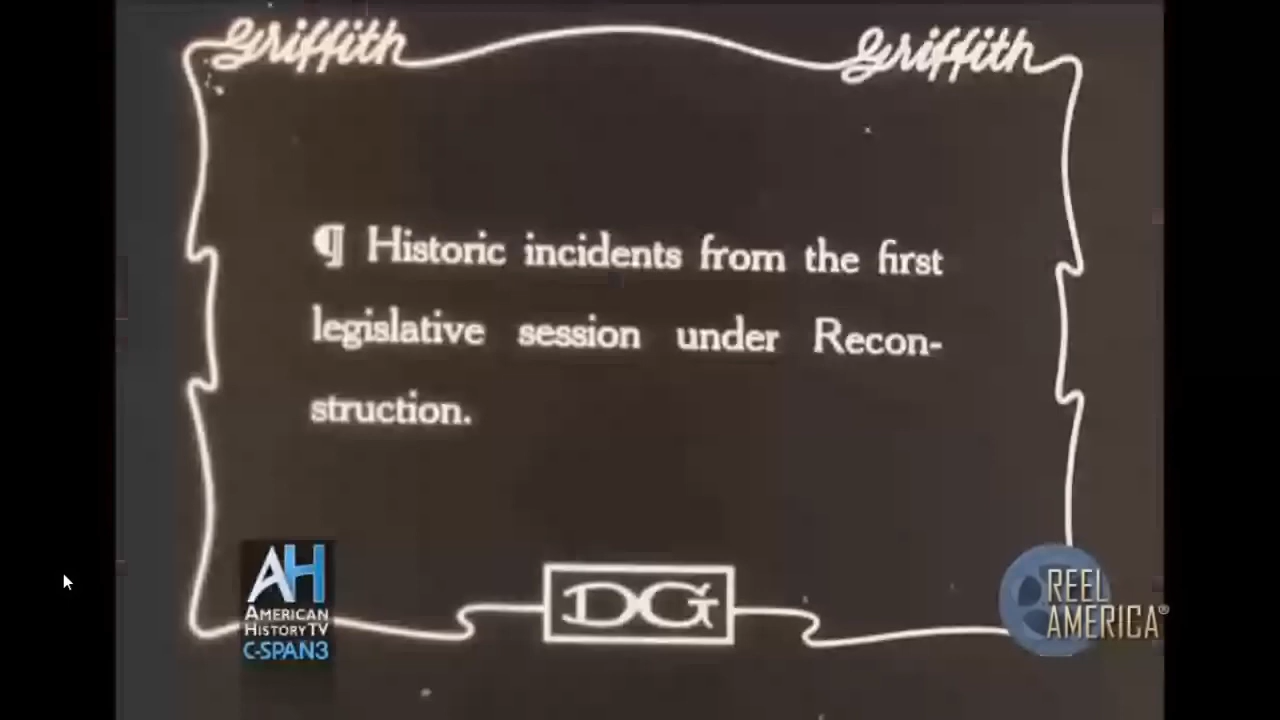 Griffith
Griffith
¶ Historic incidents from the first
legislative session under Recon-
struction.
DG
AH
AMERICAN
HISTORY TV
C-SPAN3
REEL
AMERICA®